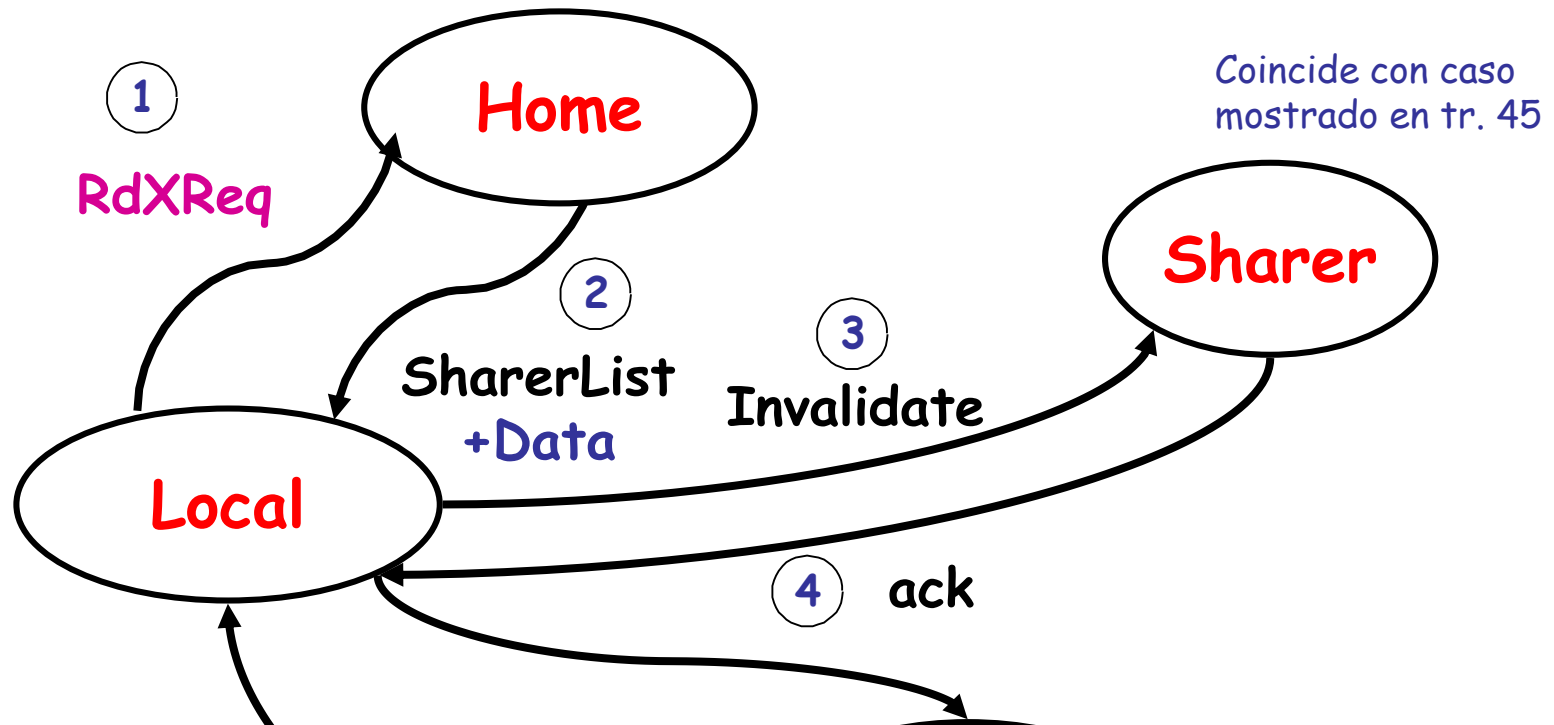 1
Home
Coincide con caso
mostrado en tr. 45
RdXReq
Sharer
2
3
SharerList
+Data
Invalidate
Local
4 ack